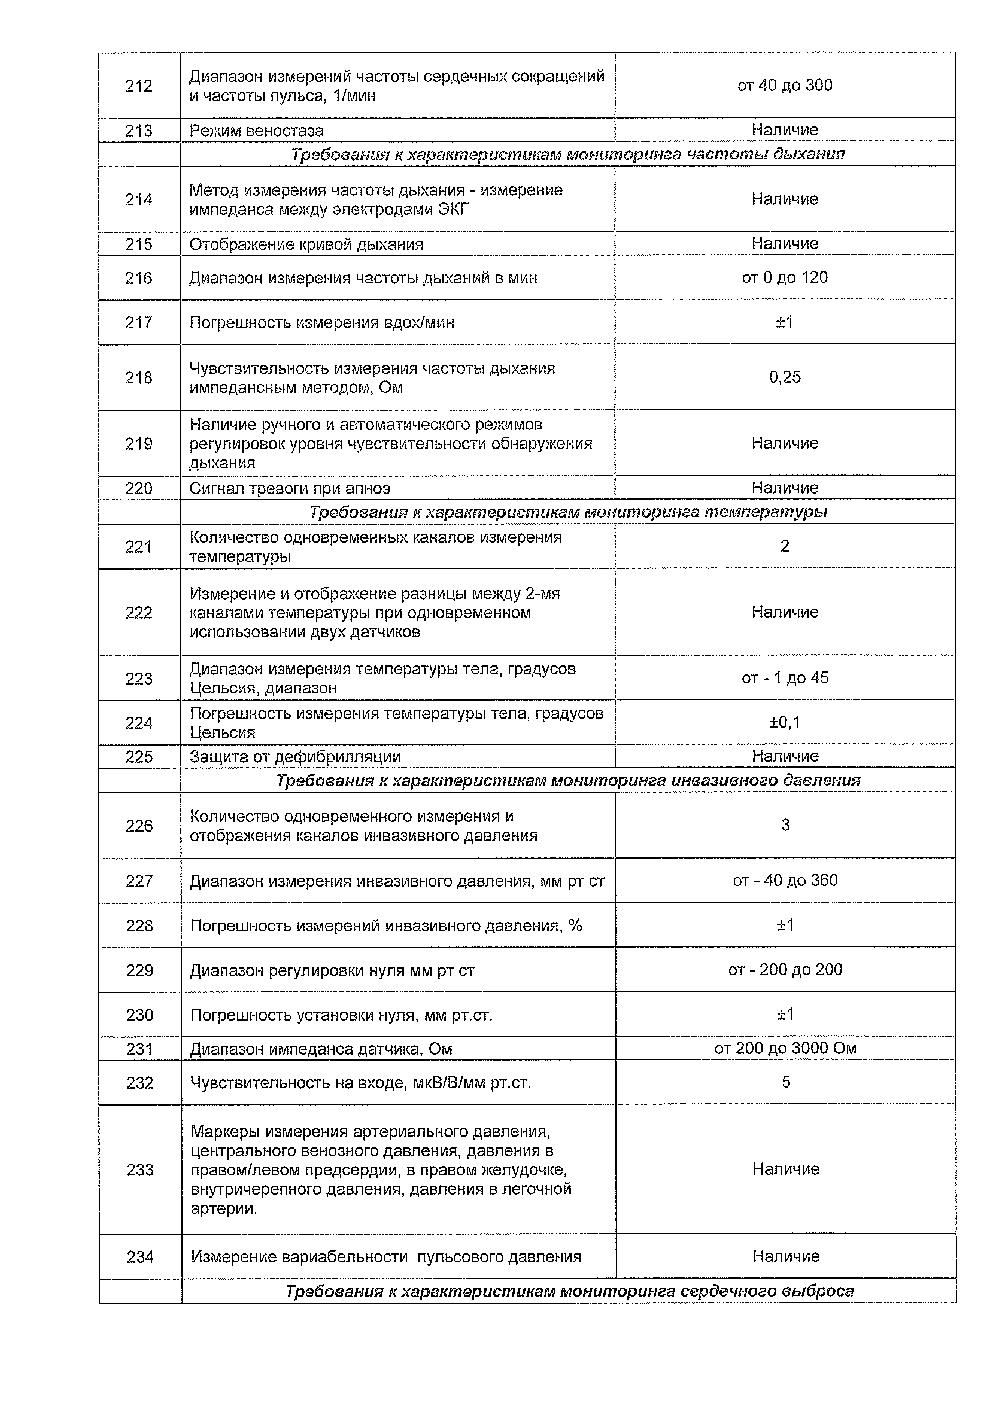 212
Диапазон измерений частоты сердечных сокращений
и частоты пульса, 1/мин
от 40 до 300
213
Режим веностаза
Наличие
Требования к характеристикам мониторинга частоты дыхания
214
Метод измерения частоты дыхания - измерение
импеданса между электродами ЭКГ
Наличие
215
Отображение кривой дыхания
Наличие
216
Диапазон измерения частоты дыханий в мин
от 0 до 120
217
Погрешность измерения вдох/мин
±1
218
Чувствительность измерения частоты дыхания
импедансным методом, Ом
0,25
219
Наличие ручного и автоматического режимов
регулировок уровня чувствительности обнаружения
дыхания
Наличие
220
Сигнал тревоги при апноэ
Наличие
Требования к характеристикам мониторинга температуры
221
Количество одновременных каналов измерения
температуры
2
222
Измерение и отображение разницы между 2-мя
каналами температуры при одновременном
использовании двух датчиков
Наличие
223
Диапазон измерения температуры тела, градусов
Цельсия, диапазон
от - 1 до 45
224
Погрешность измерения температуры тела, градусов
Цельсия
±0,1
225
Защита от дефибрилляции
Наличие
Требования к характеристикам мониторинга инвазивного давления
226
Количество одновременного измерения и
отображения каналов инвазивного давления
3
227
Диапазон измерения инвазивного давления, мм рт ст
от - 40 до 360
228
Погрешность измерений инвазивного давления, %
±1
229
Диапазон регулировки нуля мм рт ст
от - 200 до 200
230
Погрешность установки нуля, мм рт.ст.
±1
231
Диапазон импеданса датчика, Ом
от 200 до 3000 Ом
232
Чувствительность на входе, мкВ/В/мм рт.ст.
5
233
Маркеры измерения артериального давления,
центрального венозного давления, давления в
правом/левом предсердии, в правом желудочке,
внутричерепного давления, давления в легочной
артерии.
Наличие
234
Измерение вариабельности пульсового давления
Наличие
Требования к характеристикам мониторинга сердечного выброса